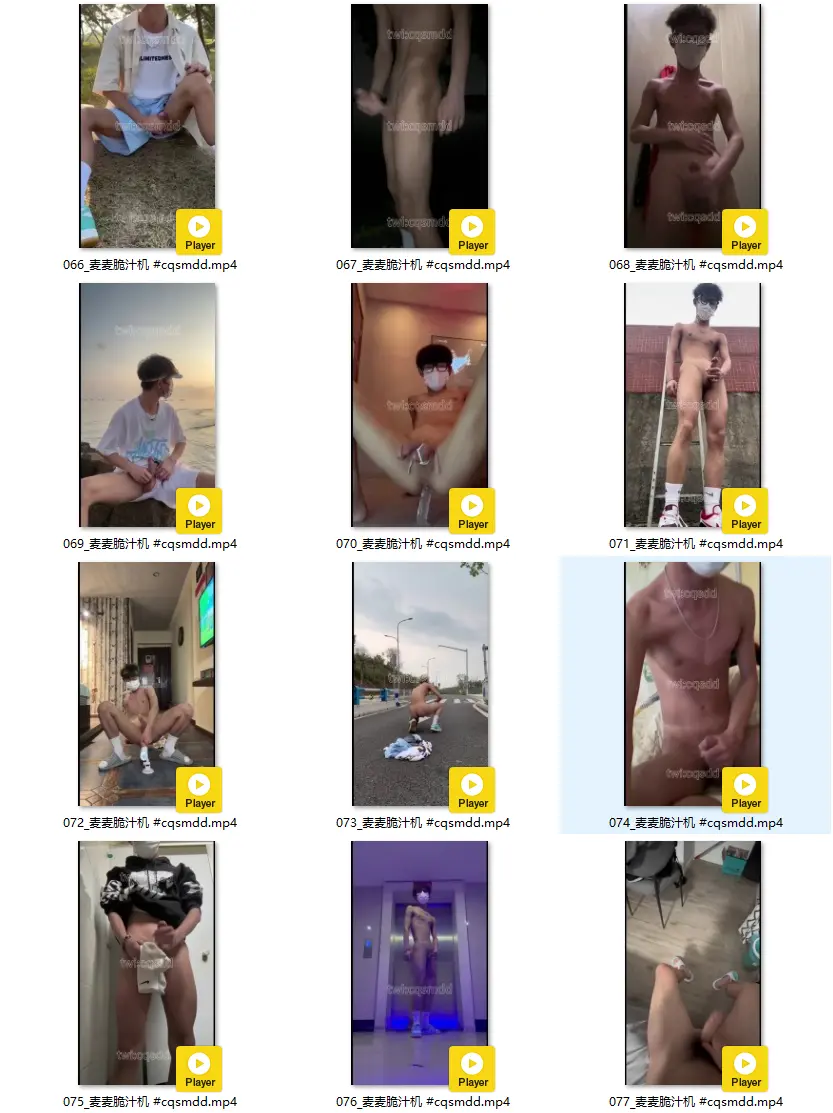 Player
Player
Player
066_麦麦脆汁机 #cqsmdd.mp4
067_麦麦脆汁机 #cqsmdd.mp4
068_麦麦脆汁机 #cqsmdd.mp4
Player
Player
Player
069_麦麦脆汁机 #cqsmdd.mp4
070_麦麦脆汁机 #cqsmdd.mp4
071_麦麦脆汁机 #cqsmdd.mp4
Player
Player
Player
072_麦麦脆汁机 #cqsmdd.mp4
073_麦麦脆汁机 #cqsmdd.mp4
074_麦麦脆汁机 #cqsmdd.mp4
Player
Player
Player
075_麦麦脆汁机 #cqsmdd.mp4
076_麦麦脆汁机 #cqsmdd.mp4
077_麦麦脆汁机 #cqsmdd.mp4